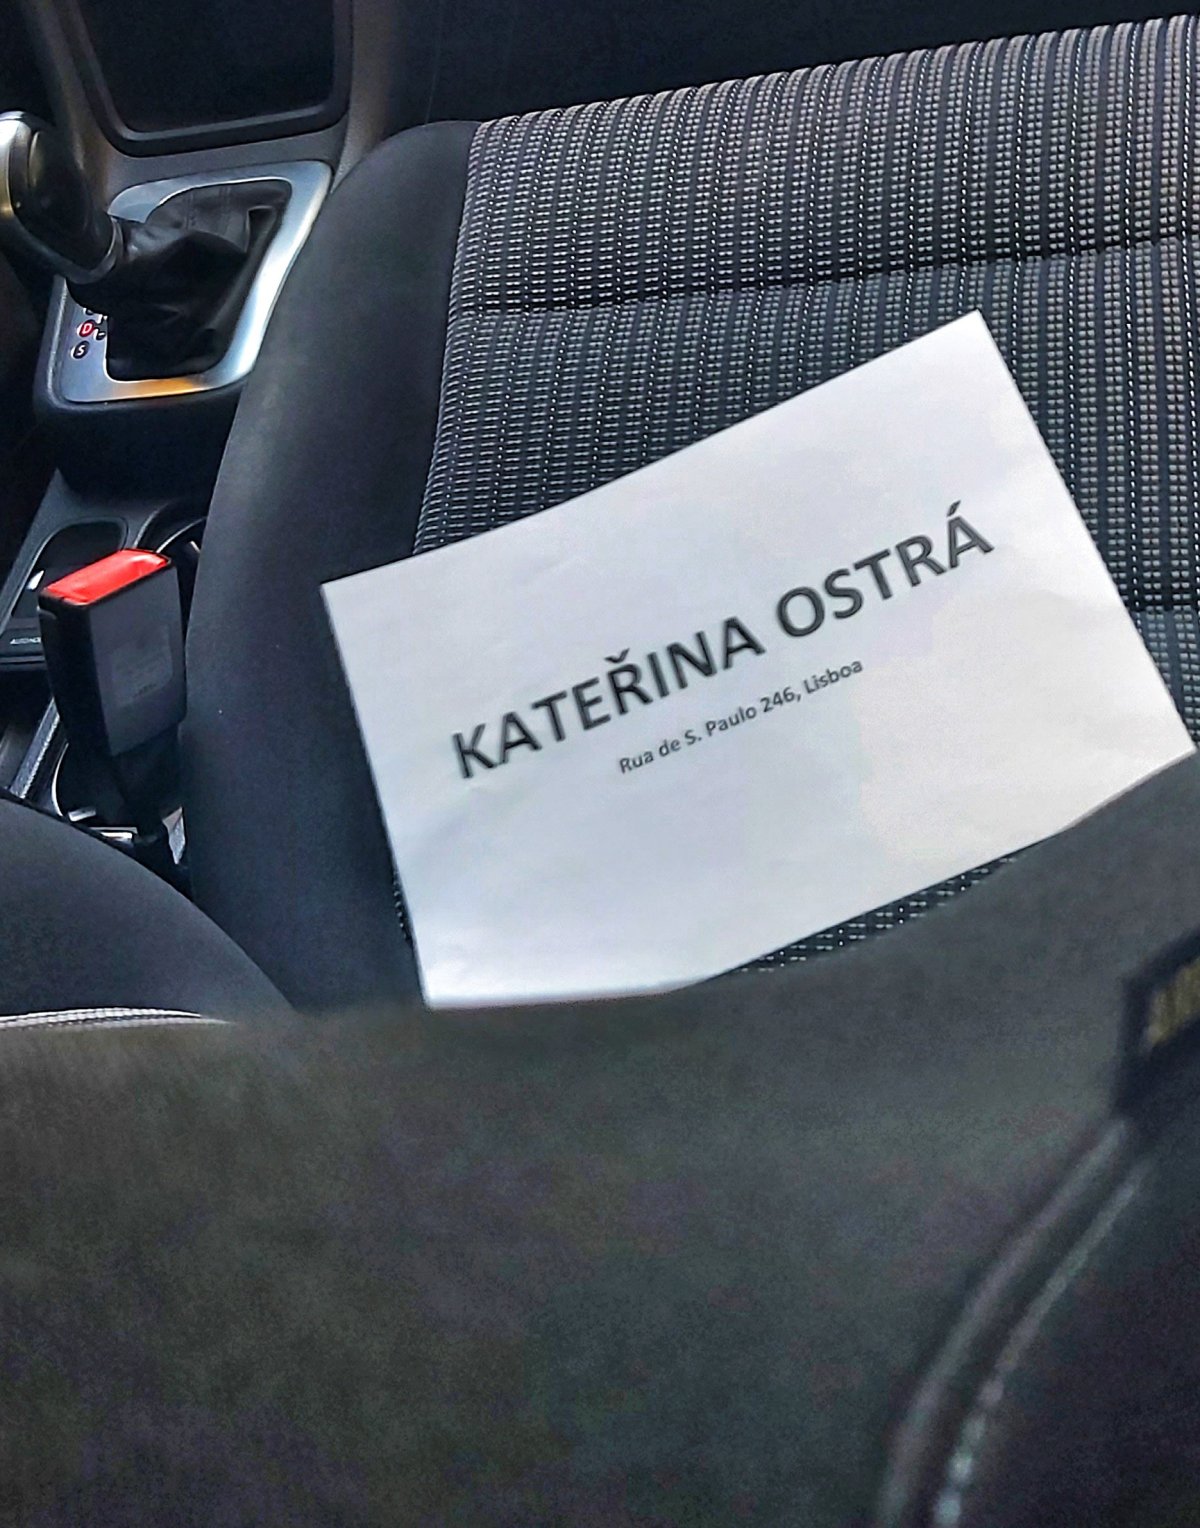 D
S
KATEŘINA OSTRÁ
Rua de S. Paulo 246, Lisboa